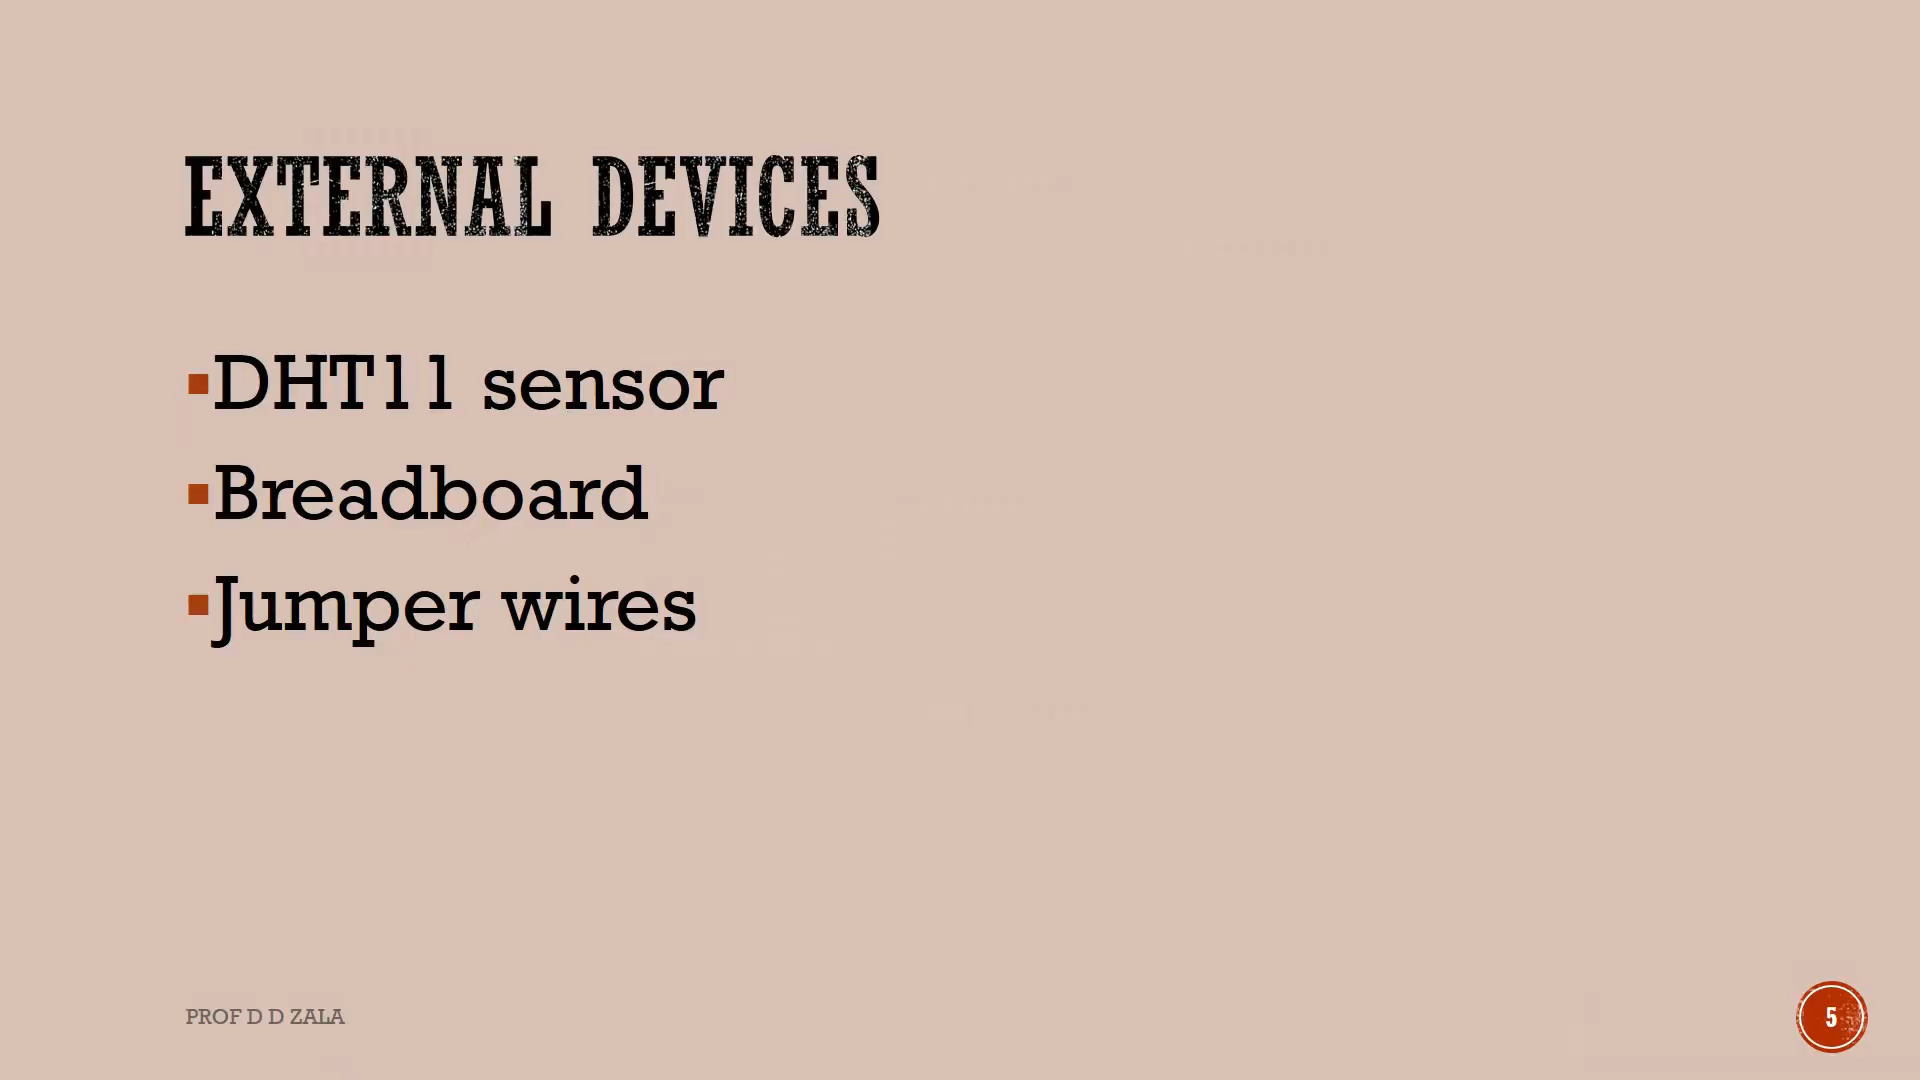 EXTERNAL DEVICES
▪DHT11 sensor
▪Breadboard
▪Jumper wires
PROF D D ZALA
5